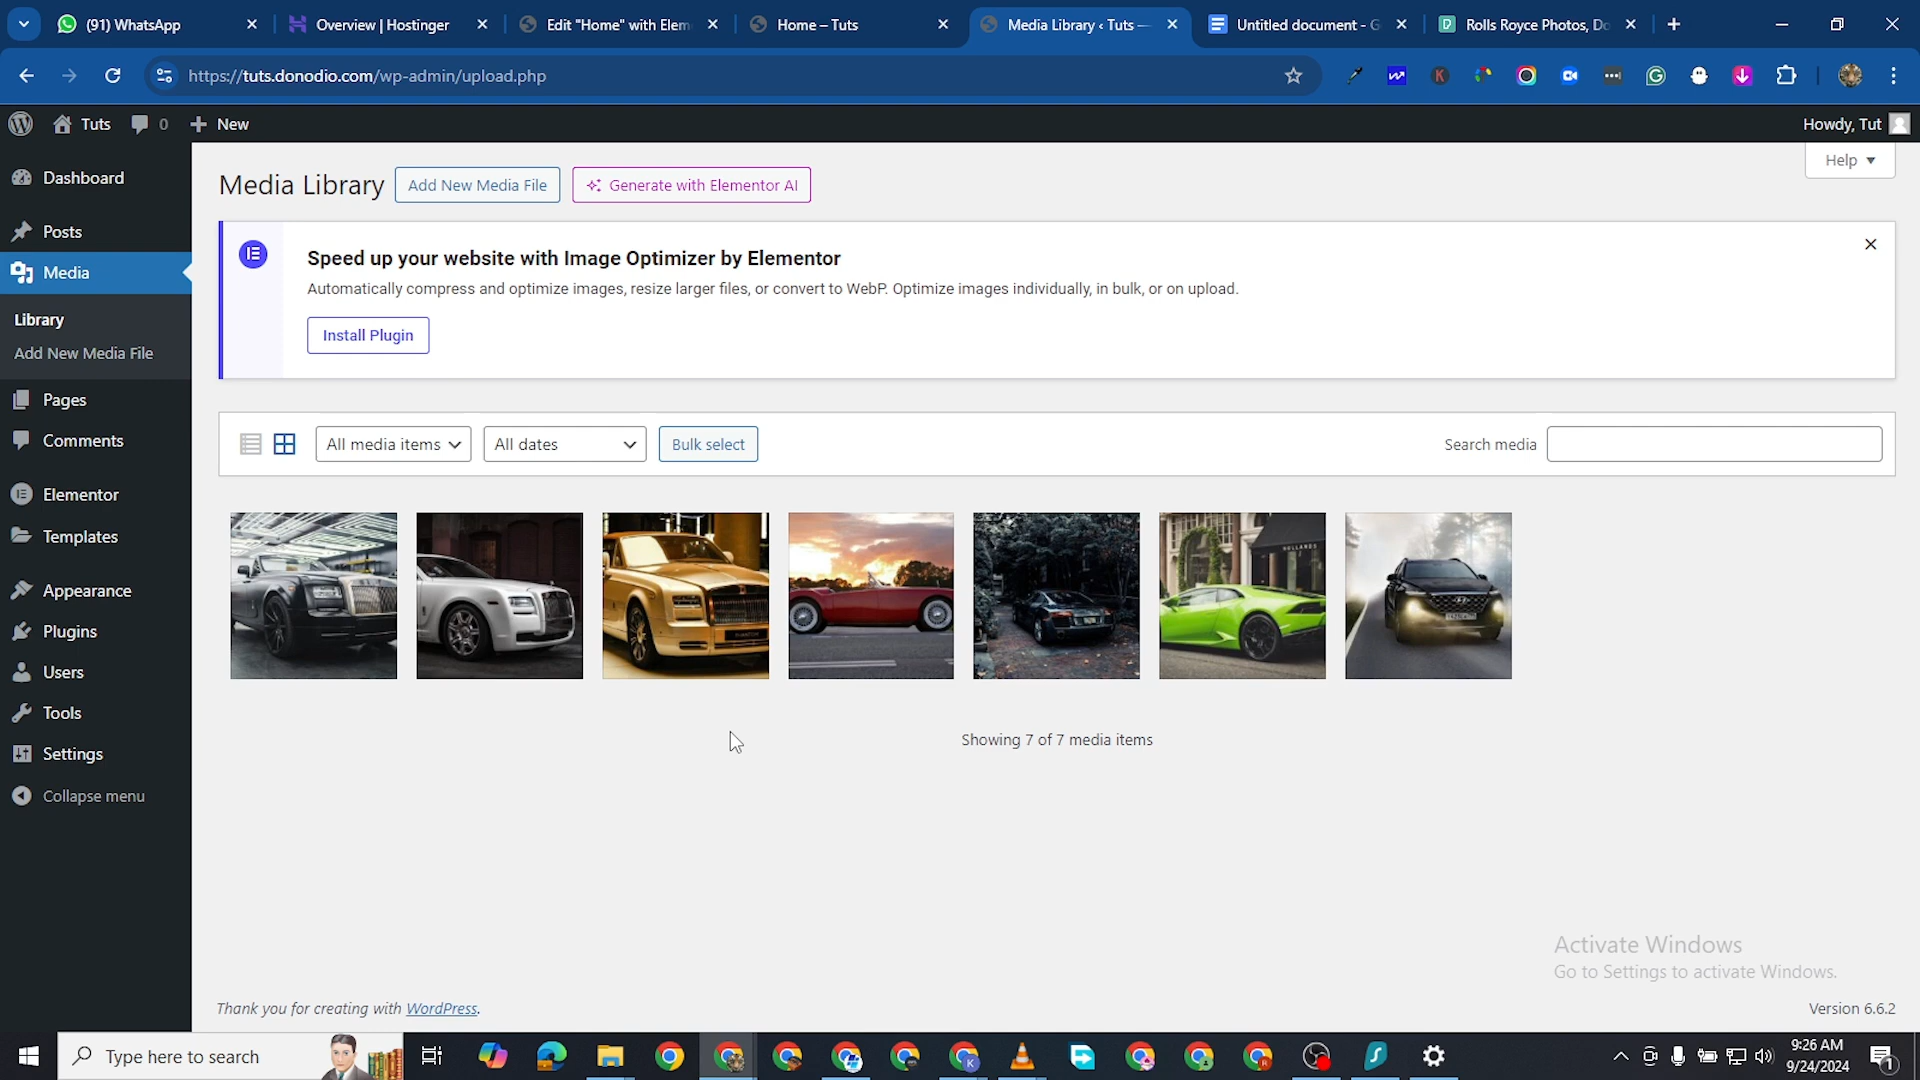 (91) WhatsApp
Overview | Hostinger
Edit "Home" with Elem
Home – Tuts
Media Library ‹ Tuts —
Untitled document - G
Rolls Royce Photos, Do
https://tuts.donodio.com/wp-admin/upload.php
Tuts
0
New
Howdy, Tut
Help
Dashboard
Posts
Media
Library
Add New Media File
Pages
Comments
Elementor
Templates
Appearance
Plugins
Users
Tools
Settings
Collapse menu
Media Library
Add New Media File
Generate with Elementor AI
Speed up your website with Image Optimizer by Elementor
Automatically compress and optimize images, resize larger files, or convert to WebP. Optimize images individually, in bulk, or on upload.
Install Plugin
All media items
All dates
Bulk select
Search media
PHANTOM
HOLLANDS
Showing 7 of 7 media items
Activate Windows
Go to Settings to activate Windows.
Thank you for creating with WordPress.
Version 6.6.2
Type here to search
9:26 AM
9/24/2024
1